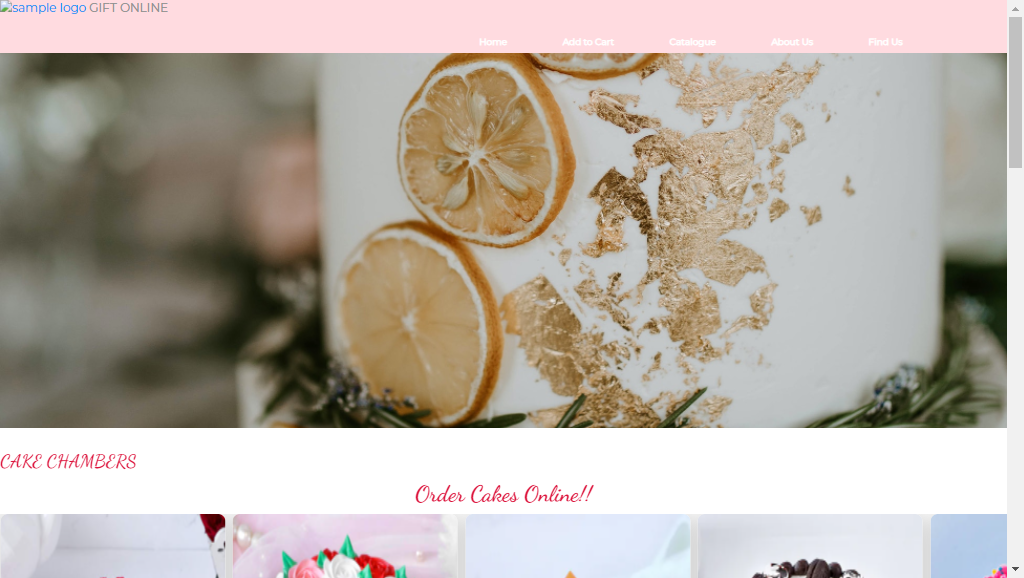 sample logo GIFT ONLINE
Home Add to Cart Catalogue About Us Find Us
CAKE CHAMBERS
Order Cakes Online!!